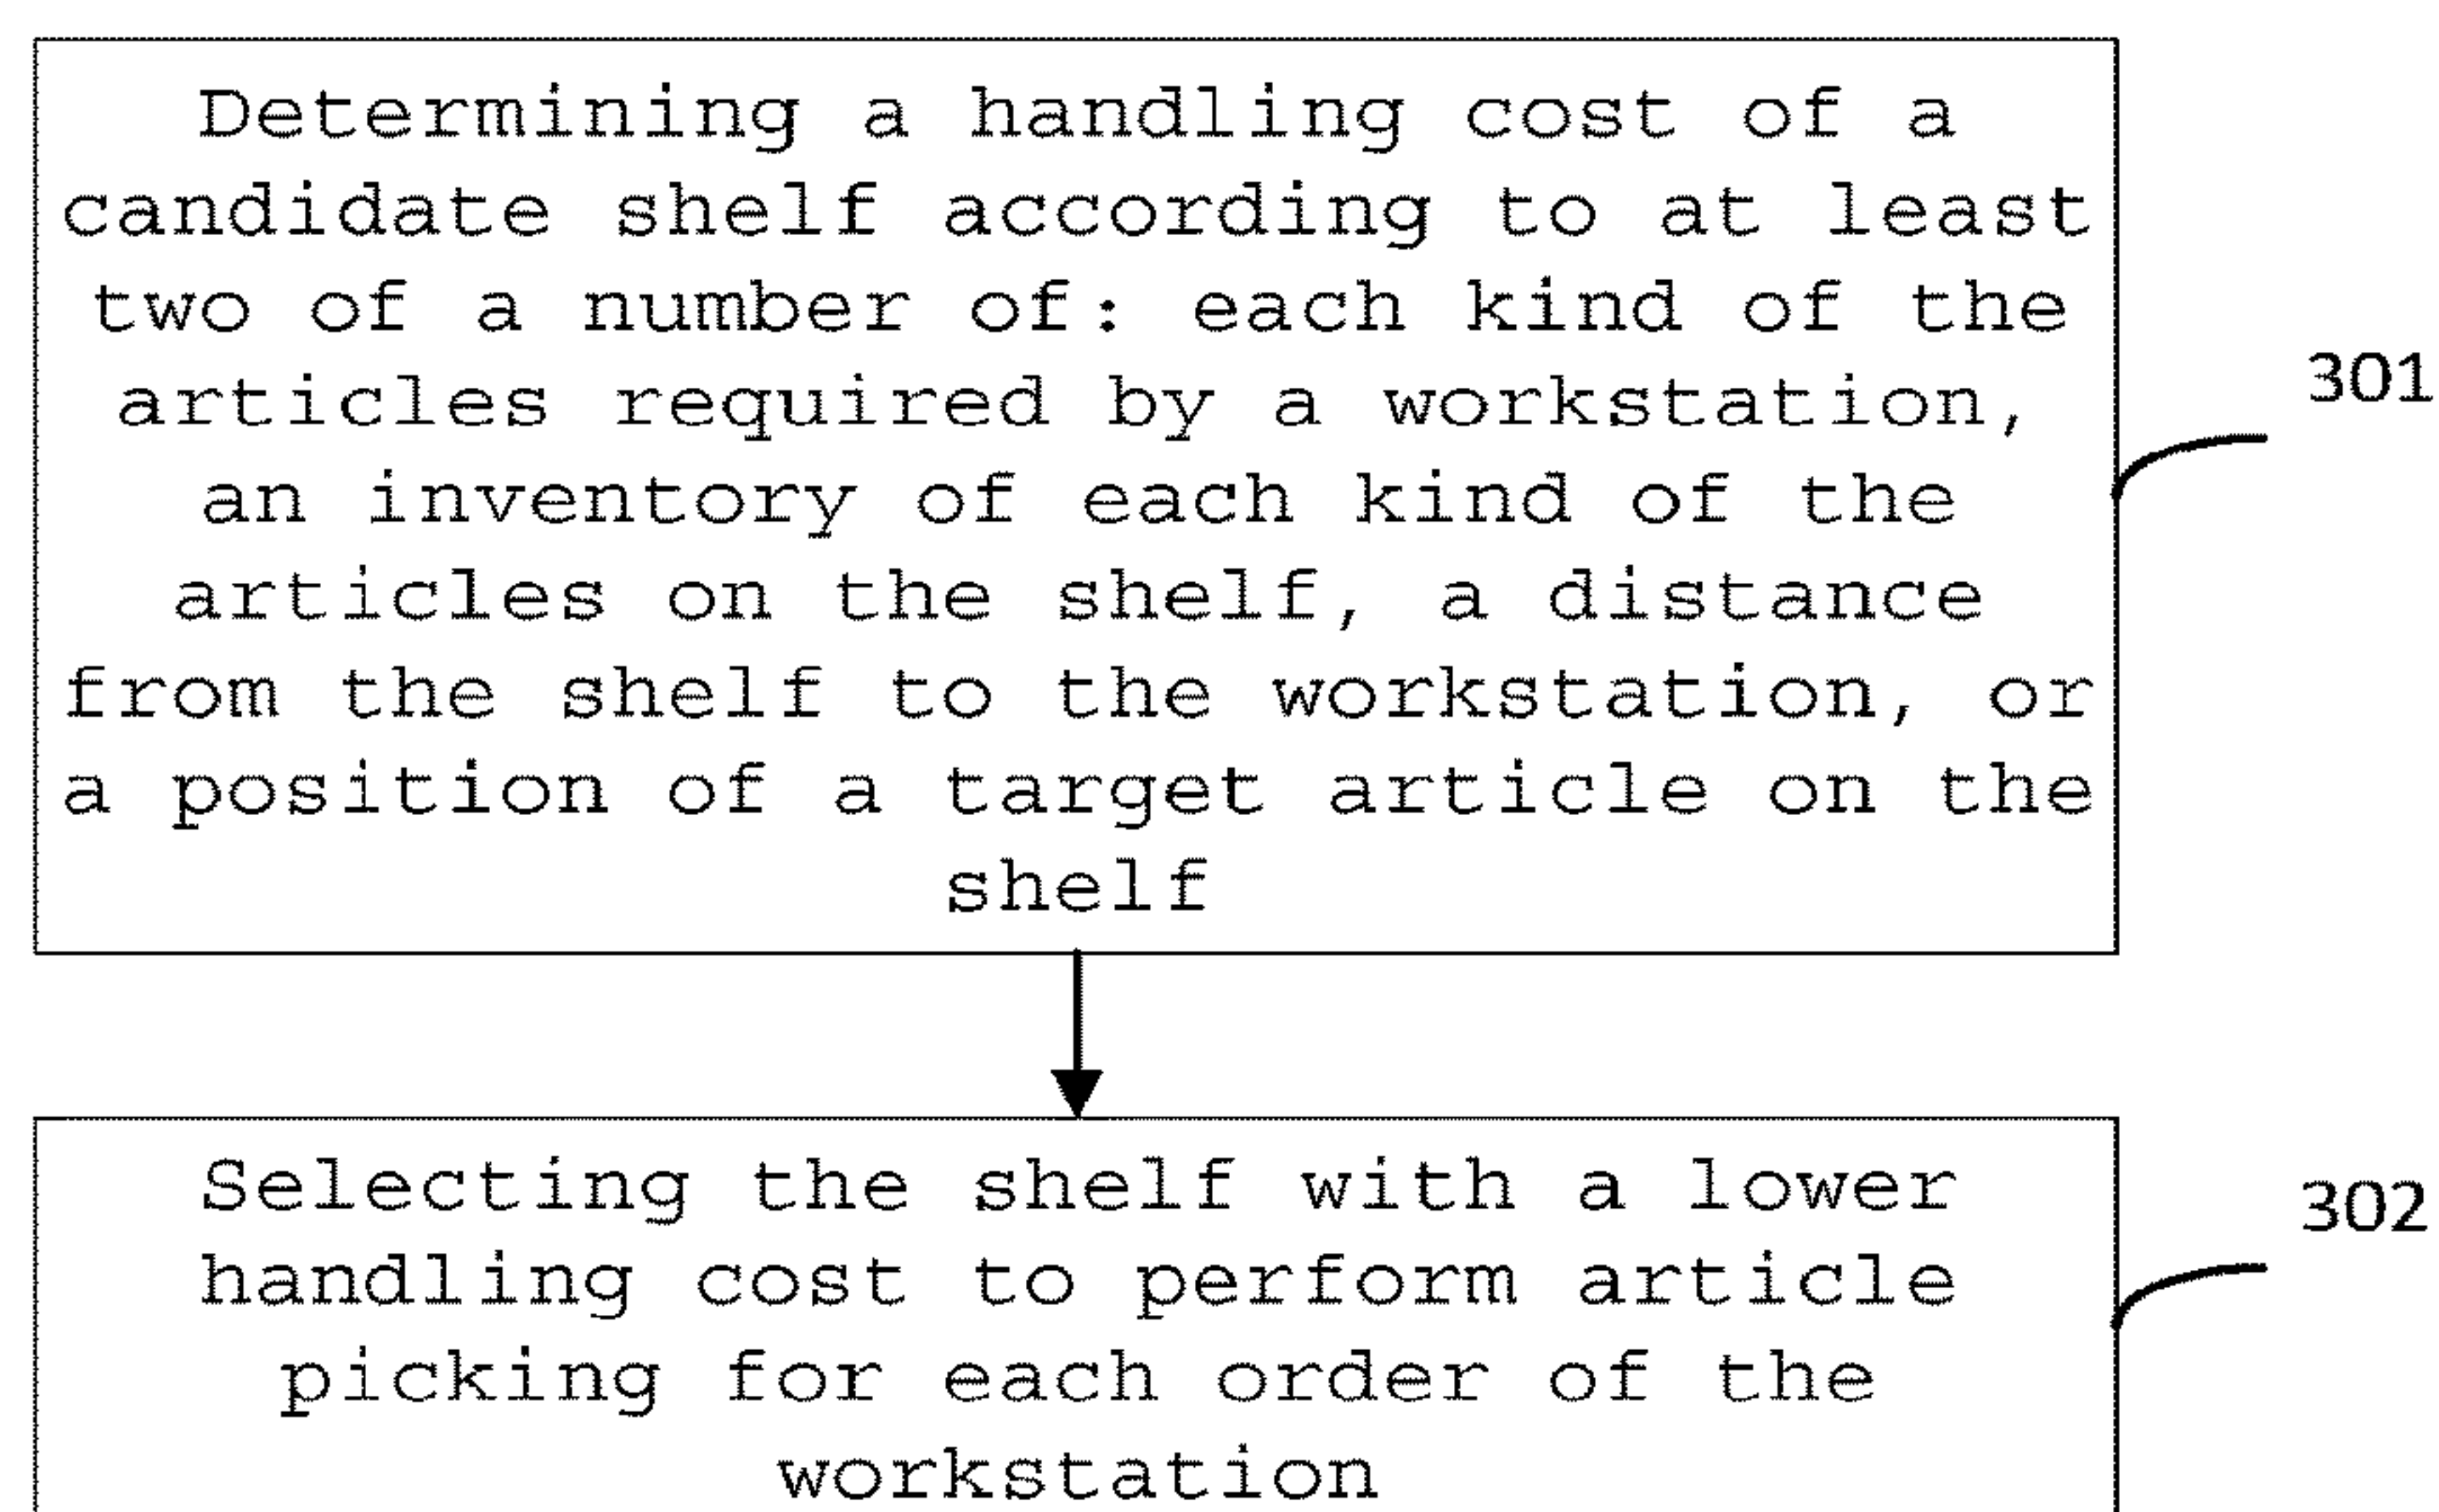 Determining a handling cost of a
candidate shelf according to at least
two of a number of: each kind of the
articles required by a workstation,
an inventory of each kind of the
articles on the shelf, a distance
from the shelf to the workstation, or
a position of a target article on the
shelf
301
Selecting the shelf with a lower
handling cost to perform article
picking for each order of the
workstation
302